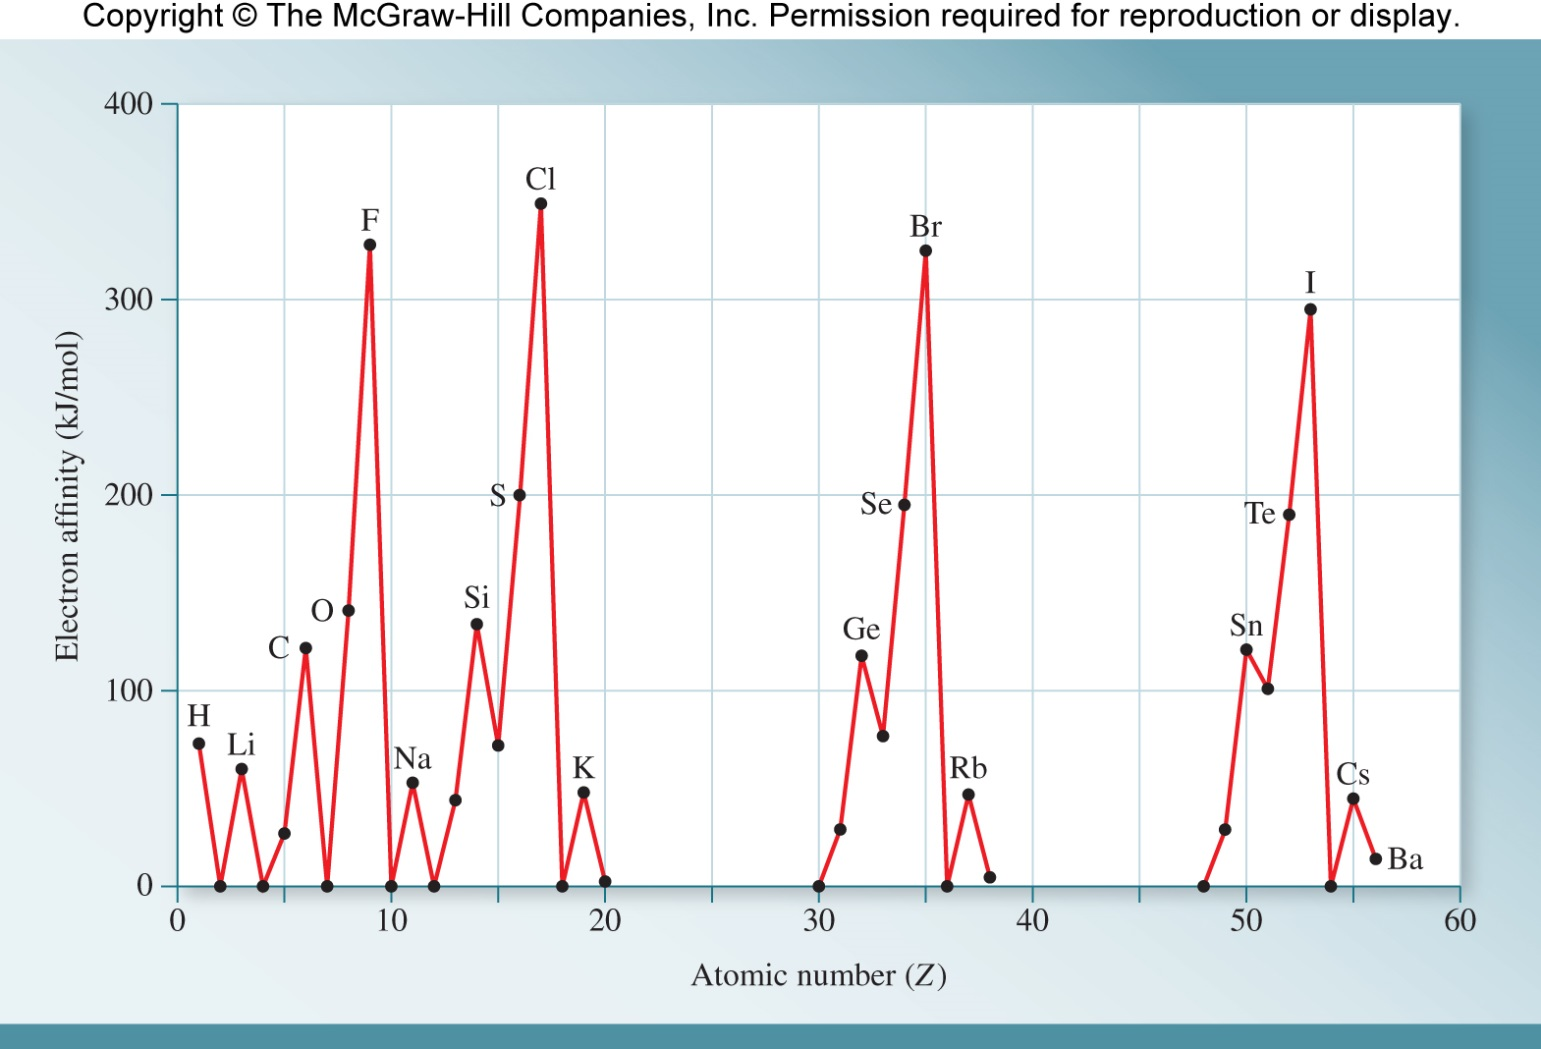 Copyright © The McGraw-Hill Companies, Inc. Permission required for reproduction or display.
400
300
200
100
0
Electron affinity (kJ/mol)
H
Li
C
O
F
Na
Si
S
Cl
K
Ge
Se
Br
Rb
Sn
Te
I
Cs
Ba
0 10 20 30 40 50 60
Atomic number (Z)